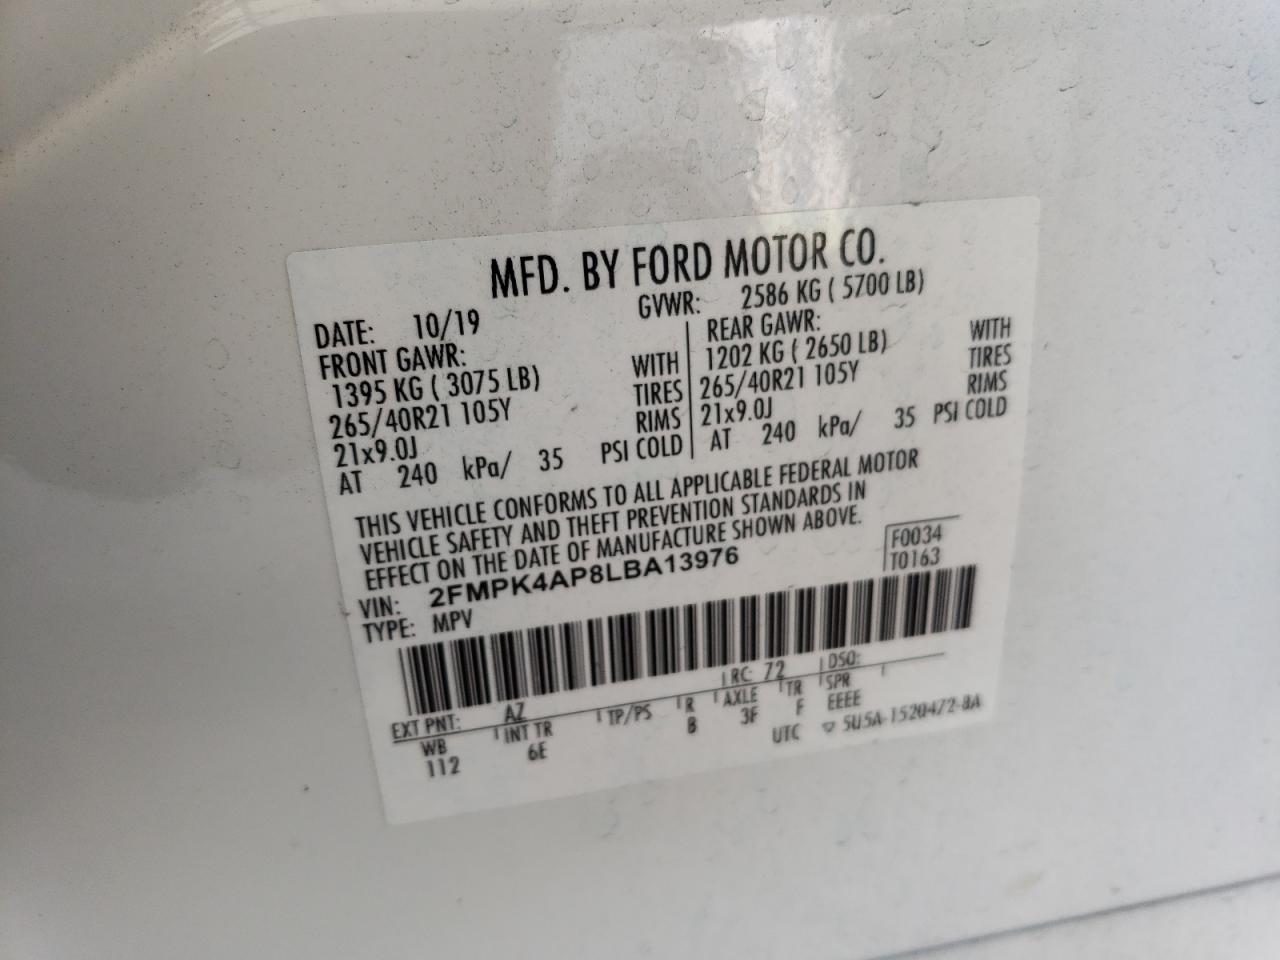 MFD. BY FORD MOTOR CO.
DATE: 10/19 GVWR: 2586 KG ( 5700 LB)
FRONT GAWR: REAR GAWR:
1395 KG ( 3075 LB) WITH 1202 KG ( 2650 LB) WITH
265/40R21 105Y TIRES 265/40R21 105Y TIRES
21x9.0J RIMS 21x9.0J RIMS
AT 240 kPa/ 35 PSI COLD AT 240 kPa/ 35 PSI COLD
THIS VEHICLE CONFORMS TO ALL APPLICABLE FEDERAL MOTOR
VEHICLE SAFETY AND THEFT PREVENTION STANDARDS IN
EFFECT ON THE DATE OF MANUFACTURE SHOWN ABOVE.
VIN: 2FMPK4AP8LBA13976 F0034
TYPE: MPV T0163
EXT PNT: AZ RC: 72 DSO:
WB INT TR TP/PS R AXLE TR SPR
112 6E B 3F F EEEE
UTC ▽ 5U5A-1520472-BA